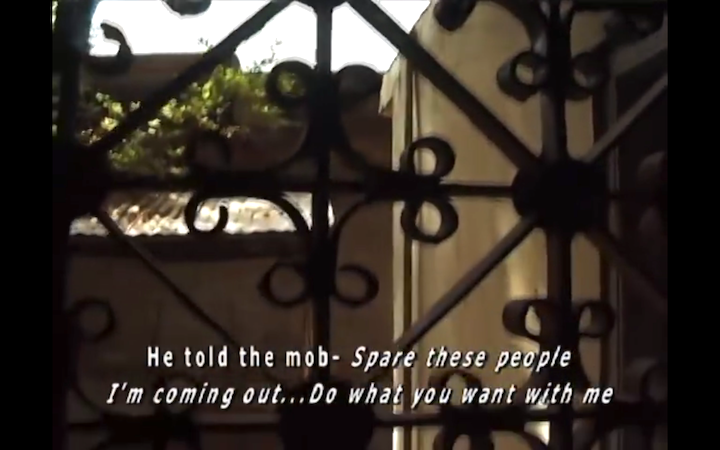 He told the mob- Spare these people
I'm coming out...Do what you want with me